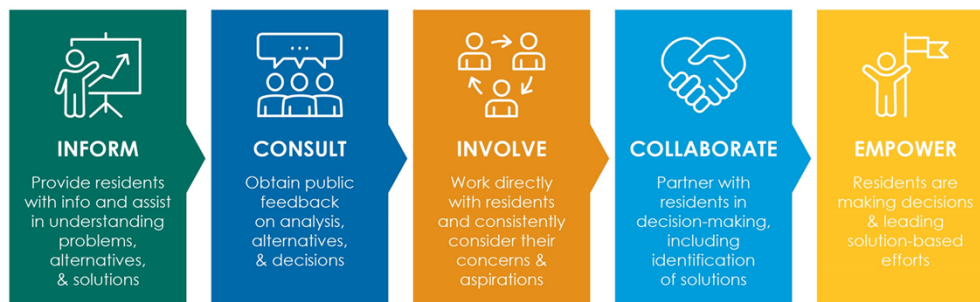 INFORM
Provide residents
with info and assist
in understanding
problems,
alternatives,
& solutions
...
CONSULT
Obtain public
feedback
on analysis,
alternatives,
& decisions
INVOLVE
Work directly
with residents
and consistently
consider their
concerns &
aspirations
COLLABORATE
Partner with
residents in
decision-making,
including
identification
of solutions
EMPOWER
Residents are
making decisions
& leading
solution-based
efforts